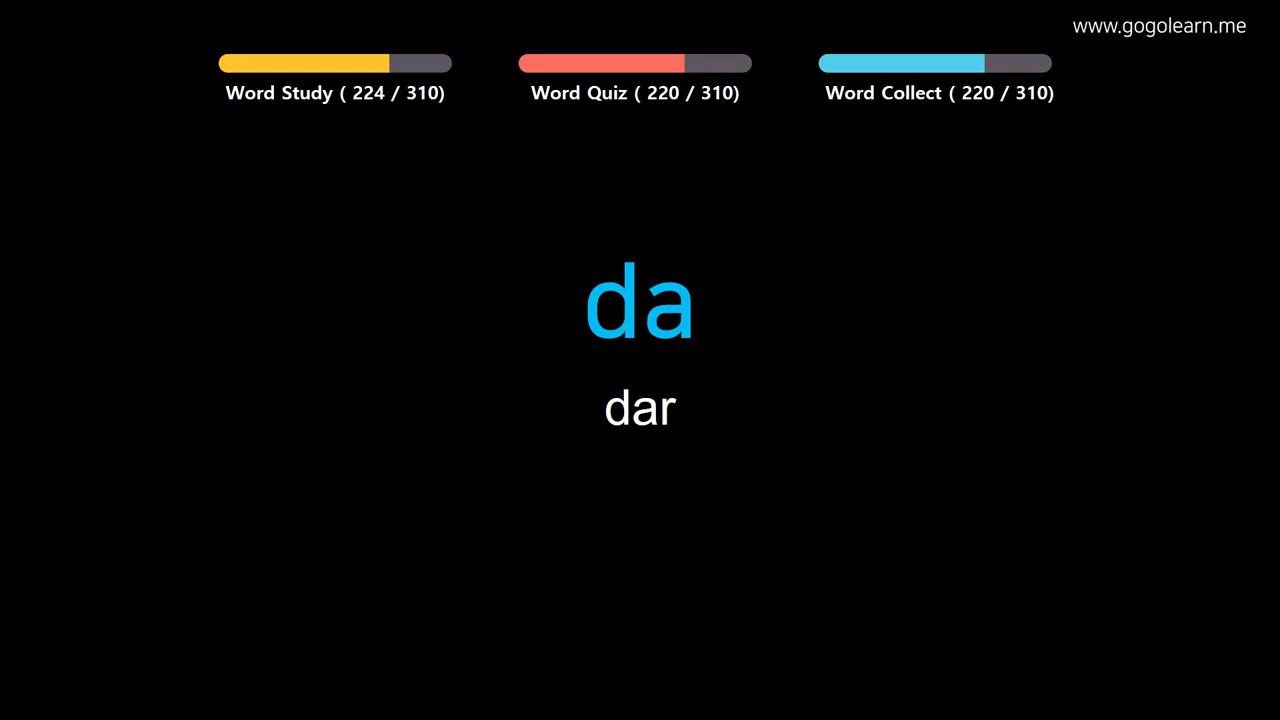 www.gogolearn.me
Word Study ( 224 / 310)
Word Quiz ( 220 / 310)
Word Collect ( 220 / 310)
da
dar